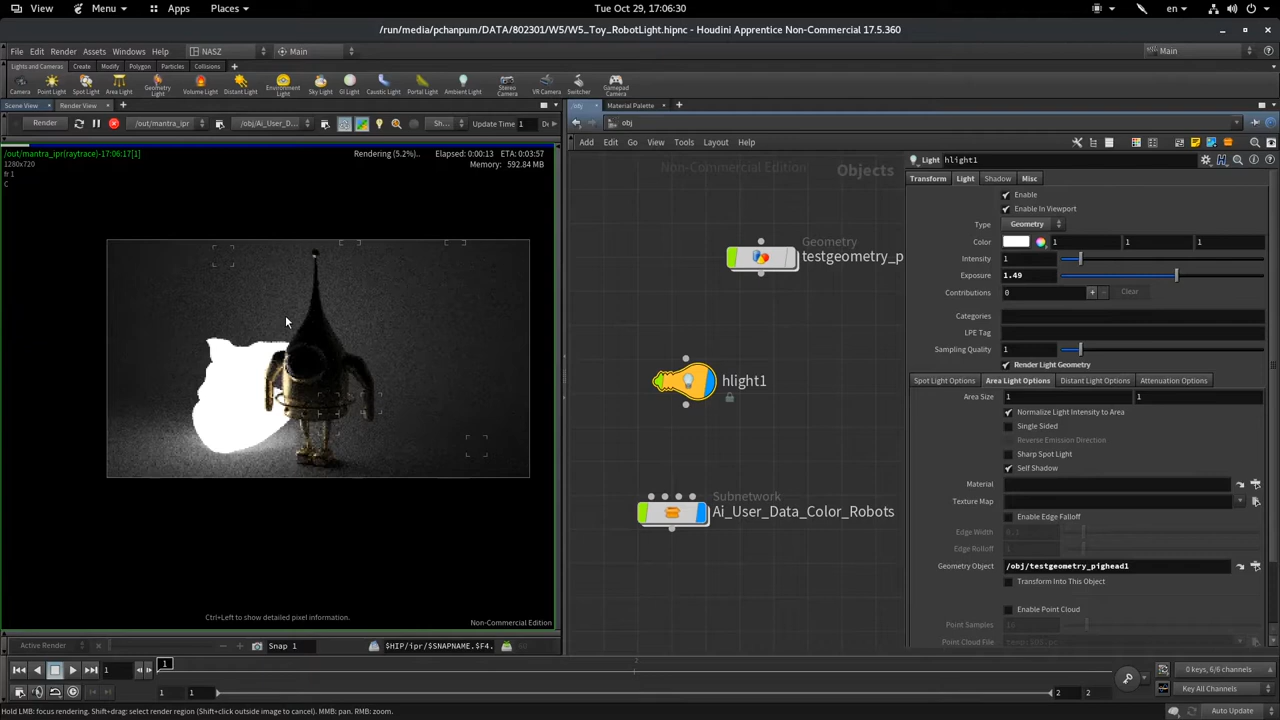 View Menu Apps Places Tue Oct 29, 17:06:30 en
/run/media/pchanpum/DATA/802301/W5/W5_Toy_RobotLight.hipnc - Houdini Apprentice Non-Commercial 17.5.360
File Edit Render Assets Windows Help NASZ Main Main
Lights and Cameras Create Modify Polygon Particles Collisions
Camera Point Light Spot Light Area Light Geometry Light Volume Light Distant Light Environment Light Sky Light GI Light Caustic Light Portal Light Ambient Light Stereo Camera VR Camera Switcher Gamepad Camera
Scene View Render View /obj Material Palette
Render /out/mantra_ipr /obj/Ai_User_D... Sh... Update Time 1 obj
Add Edit Go View Tools Layout Help
/out/mantra_ipr(raytrace)-17:06:17[1] Rendering (5.2%).. Elapsed: 0:00:13 ETA: 0:03:57
1280x720 Memory: 592.84 MB
fr 1
C
Non-Commercial Edition Objects
Geometry
testgeometry_p
hlight1
Subnetwork
Ai_User_Data_Color_Robots
Light hlight1
Transform Light Shadow Misc
Enable
Enable In Viewport
Type Geometry
Color 1 1 1
Intensity 1
Exposure 1.49
Contributions 0 Clear
Categories
LPE Tag
Sampling Quality 1
Render Light Geometry
Spot Light Options Area Light Options Distant Light Options Attenuation Options
Area Size 1 1
Normalize Light Intensity to Area
Single Sided
Reverse Emission Direction
Sharp Spot Light
Self Shadow
Material
Texture Map
Enable Edge Falloff
Edge Width 0.1
Edge Rolloff 1
Geometry Object /obj/testgeometry_pighead1
Transform Into This Object
Enable Point Cloud
Point Samples 16
Point Cloud File
Ctrl+Left to show detailed pixel information.
Non-Commercial Edition
Active Render Snap 1 $HIP/ipr/$SNAPNAME.$F4.
1 1 2 0 keys, 6/6 channels
1 1 2 2 Key All Channels
Hold LMB: focus rendering. Shift+drag: select render region (Shift+click outside image to cancel). MMB: pan. RMB: zoom. Auto Update